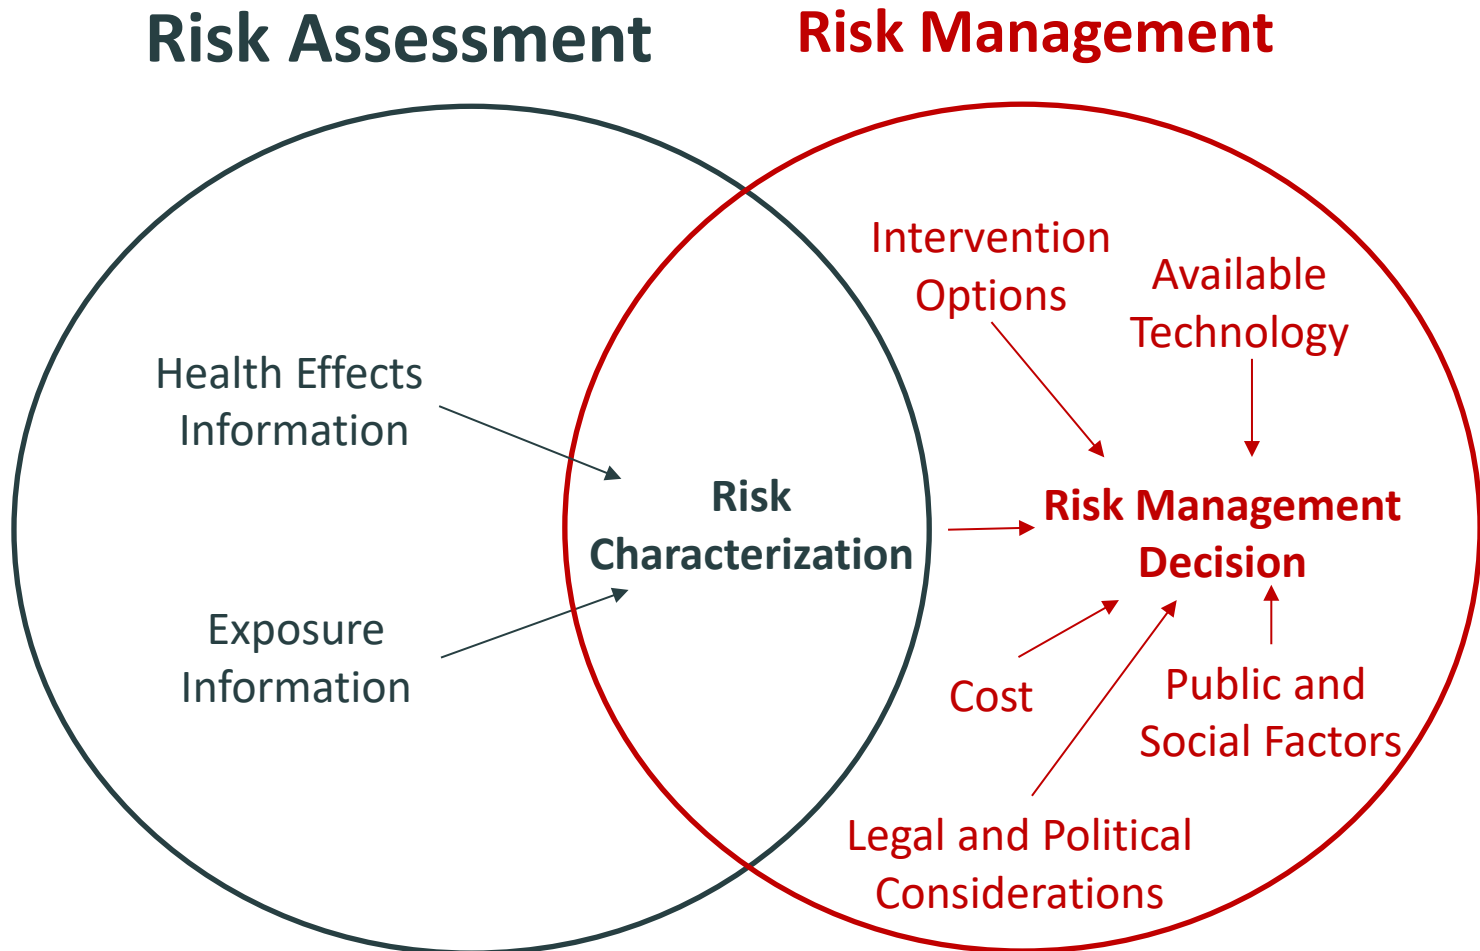 Risk Assessment
Risk Management
Health Effects
Information
Exposure
Information
Risk
Characterization
Intervention
Options
Available
Technology
Risk Management
Decision
Cost
Public and
Social Factors
Legal and Political
Considerations